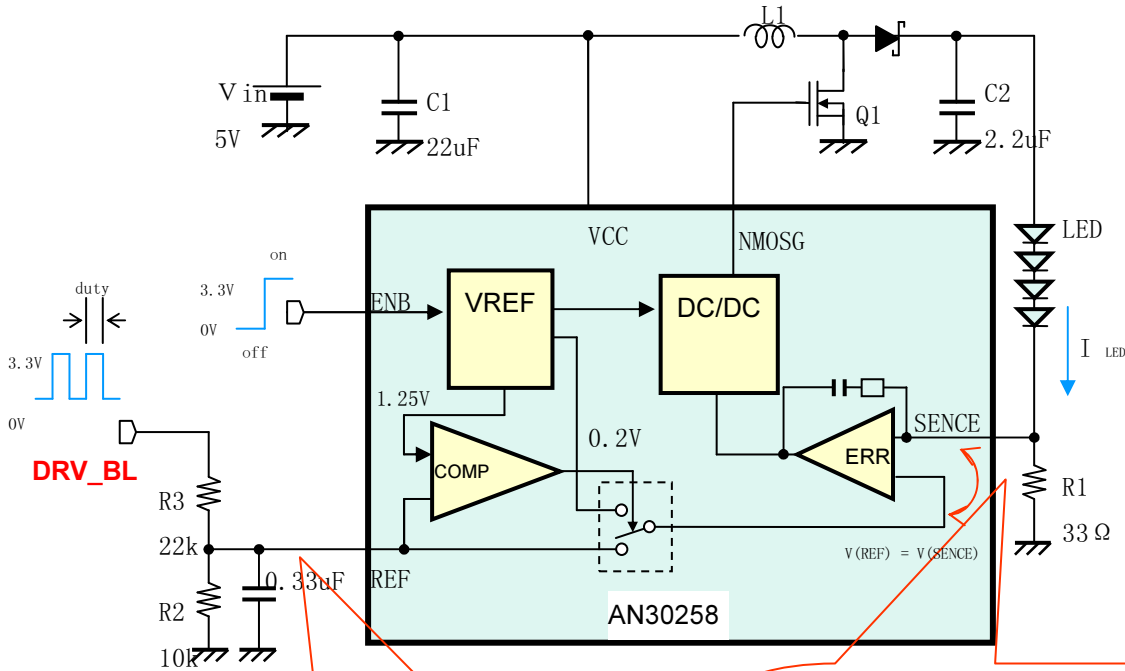 L1
Vin
5V
C1
22uF
Q1
C2
2.2uF
VCC
NMOSG
LED
on
3.3V
0V
off
ENB
VREF
DC/DC
duty
3.3V
0V
I LED
1.25V
0.2V
SENCE
DRV_BL
COMP
ERR
R3
22k
R1
33Ω
V(REF) = V(SENCE)
0.33uF
REF
R2
10k
AN30258